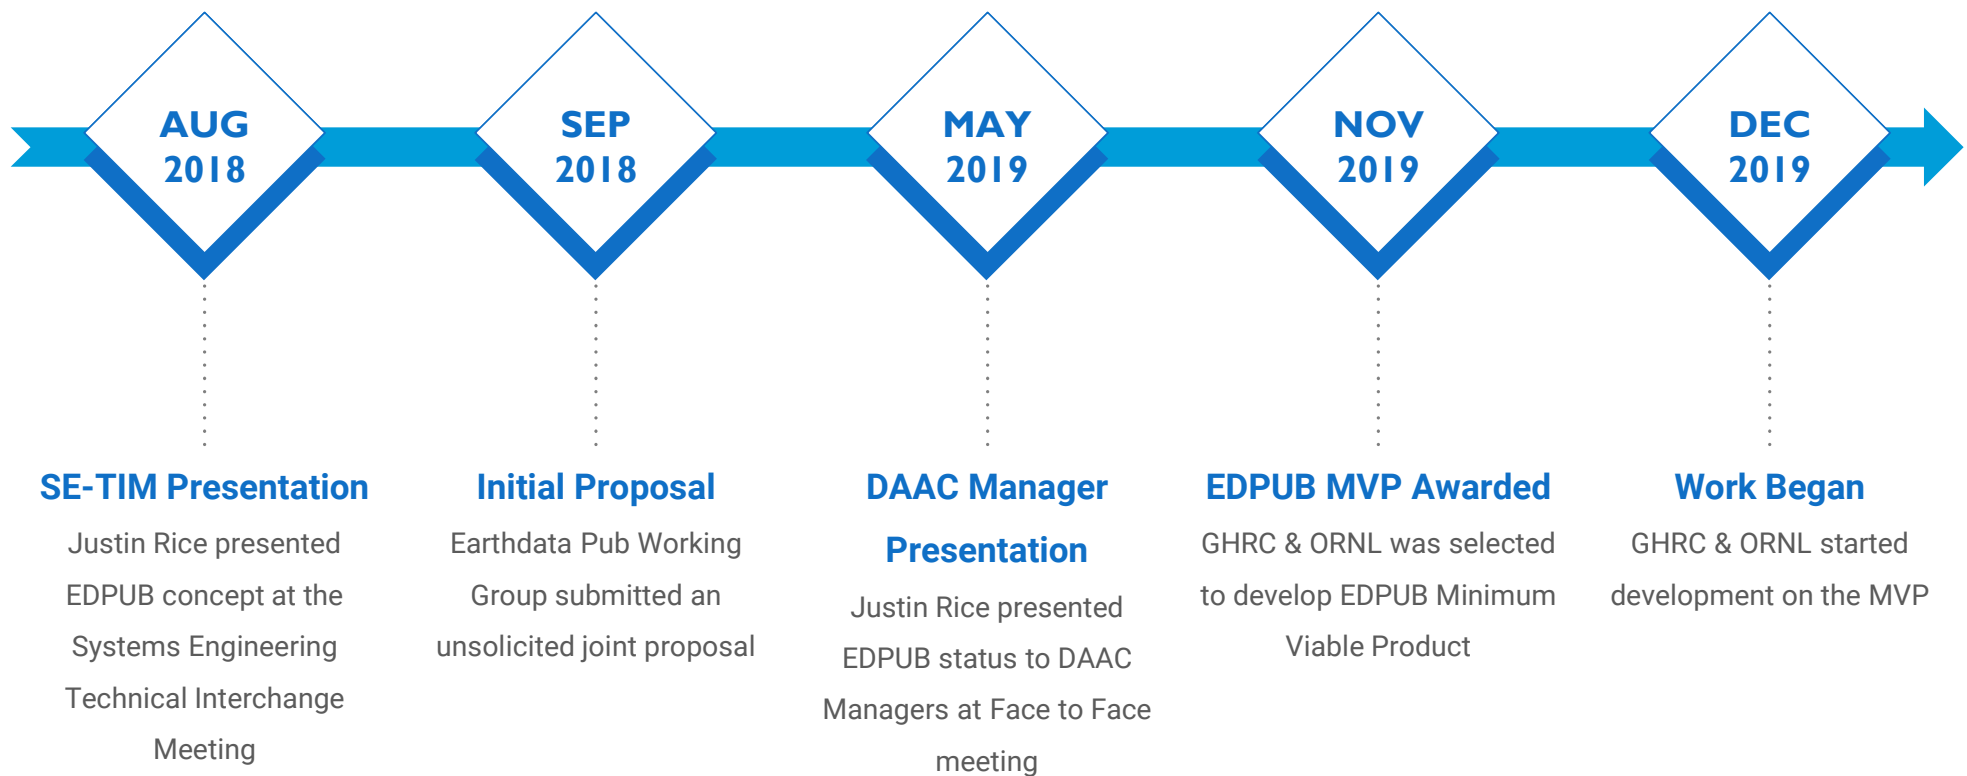 AUG
2018
SEP
2018
MAY
2019
NOV
2019
DEC
2019
SE-TIM Presentation
Justin Rice presented
EDPUB concept at the
Systems Engineering
Technical Interchange
Meeting
Initial Proposal
Earthdata Pub Working
Group submitted an
unsolicited joint proposal
DAAC Manager
Presentation
Justin Rice presented
EDPUB status to DAAC
Managers at Face to Face
meeting
EDPUB MVP Awarded
GHRC & ORNL was selected
to develop EDPUB Minimum
Viable Product
Work Began
GHRC & ORNL started
development on the MVP